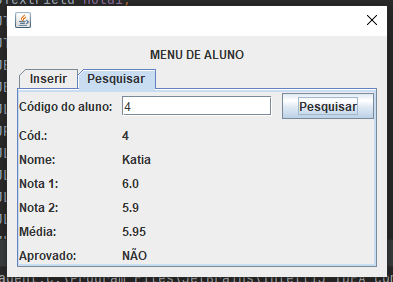 MENU DE ALUNO
Inserir Pesquisar
Código do aluno: 4 Pesquisar
Cód.: 4
Nome: Katia
Nota 1: 6.0
Nota 2: 5.9
Média: 5.95
Aprovado: NÃO